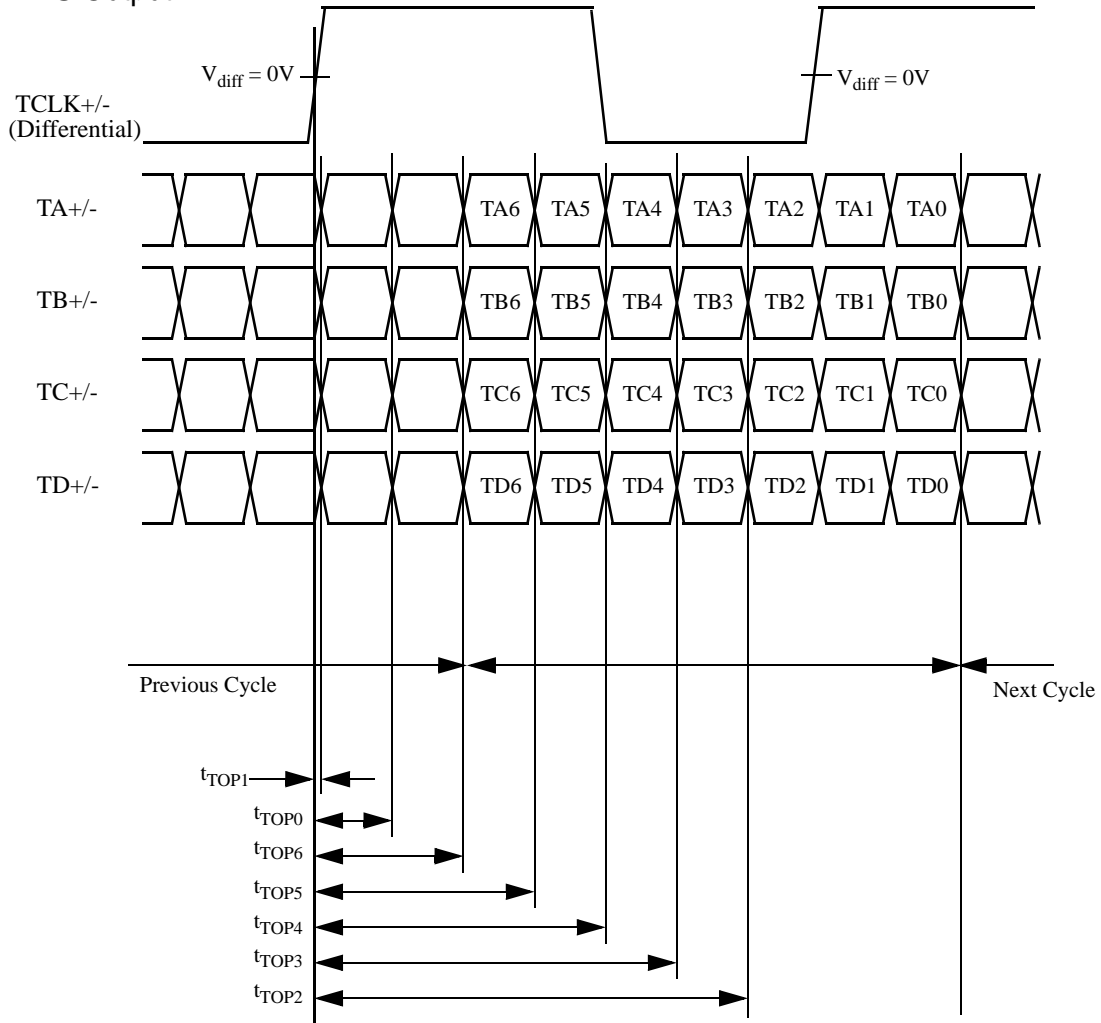 V_diff = 0V
V_diff = 0V
TCLK+/-
(Differential)
TA+/-
TA6 TA5 TA4 TA3 TA2 TA1 TA0
TB+/-
TB6 TB5 TB4 TB3 TB2 TB1 TB0
TC+/-
TC6 TC5 TC4 TC3 TC2 TC1 TC0
TD+/-
TD6 TD5 TD4 TD3 TD2 TD1 TD0
Previous Cycle
Next Cycle
t_TOP1
t_TOP0
t_TOP6
t_TOP5
t_TOP4
t_TOP3
t_TOP2